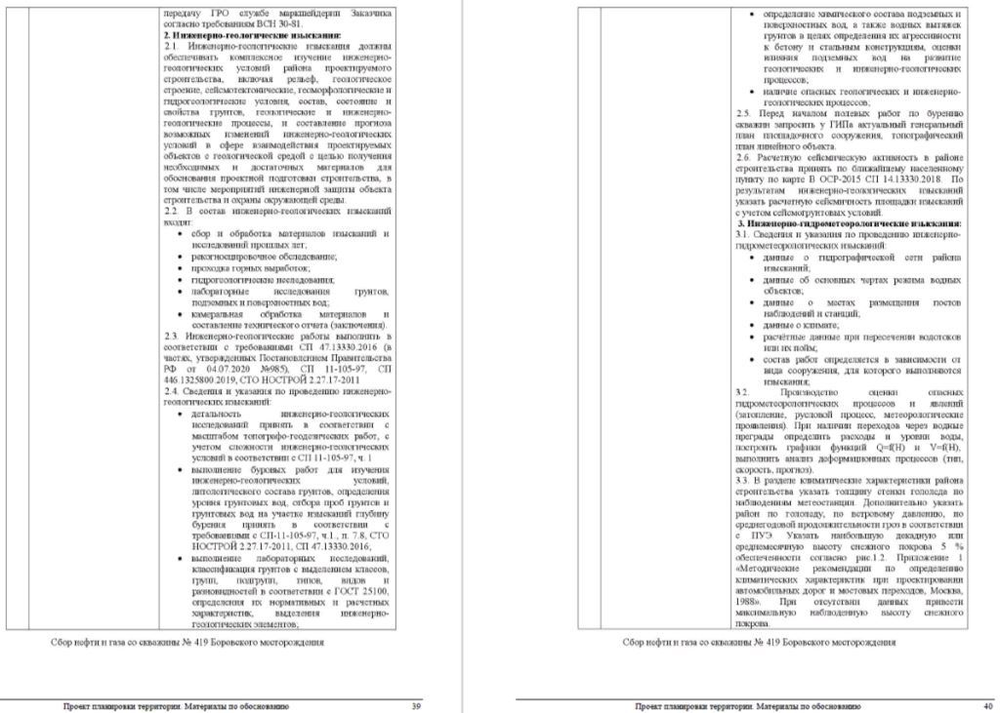 передачу ГРО службе маркшейдерии Заказчика
согласно требованиям ВСН 30-81.
2. Инженерно-геологические изыскания:
2.1. Инженерно-геологические изыскания должны
обеспечивать комплексное изучение инженерно-
геологических условий района проектируемого
строительства, включая рельеф, геологическое
строение, сейсмотектонические, геоморфологические и
гидрогеологические условия, состав, состояние и
свойства грунтов, геологические и инженерно-
геологические процессы, и составление прогноза
возможных изменений инженерно-геологических
условий в сфере взаимодействия проектируемых
объектов с геологической средой с целью получения
необходимых и достаточных материалов для
обоснования проектной подготовки строительства, в
том числе мероприятий инженерной защиты объекта
строительства и охраны окружающей среды.
2.2. В состав инженерно-геологических изысканий
входят:
• сбор и обработка материалов изысканий и
исследований прошлых лет;
• рекогносцировочное обследование;
• проходка горных выработок;
• гидрогеологические исследования;
• лабораторные исследования грунтов,
подземных и поверхностных вод;
• камеральная обработка материалов и
составление технического отчета (заключения).
2.3. Инженерно-геологические работы выполнить в
соответствии с требованиями СП 47.13330.2016 (в
частях, утвержденных Постановлением Правительства
РФ от 04.07.2020 №985), СП 11-105-97, СП
446.1325800.2019, СТО НОСТРОЙ 2.27.17-2011
2.4. Сведения и указания по проведению инженерно-
геологических изысканий:
• детальность инженерно-геологических
исследований принять в соответствии с
масштабом топографо-геодезических работ, с
учетом сложности инженерно-геологических
условий в соответствии с СП 11-105-97, ч. 1
• выполнение буровых работ для изучения
инженерно-геологических условий,
литологического состава грунтов, определения
уровня грунтовых вод, отбора проб грунтов и
грунтовых вод на участке изысканий глубину
бурения принять в соответствии с
требованиями с СП-11-105-97, ч.1., п. 7.8, СТО
НОСТРОЙ 2.27.17-2011, СП 47.13330.2016;
• выполнение лабораторных исследований,
классификация грунтов с выделением классов,
групп, подгрупп, типов, видов и
разновидностей в соответствии с ГОСТ 25100,
определения их нормативных и расчетных
характеристик, выделения инженерно-
геологических элементов;
Сбор нефти и газа со скважины № 419 Боровского месторождения
Проект планировки территории. Материалы по обоснованию 39
• определение химического состава подземных и
поверхностных вод, а также водных вытяжек
грунтов в целях определения их агрессивности
к бетону и стальным конструкциям, оценки
влияния подземных вод на развитие
геологических и инженерно-геологических
процессов;
• наличие опасных геологических и инженерно-
геологических процессов;
2.5. Перед началом полевых работ по бурению
скважин запросить у ГИПа актуальный генеральный
план площадочного сооружения, топографический
план линейного объекта.
2.6. Расчетную сейсмическую активность в районе
строительства принять по ближайшему населенному
пункту по карте В ОСР-2015 СП 14.13330.2018. По
результатам инженерно-геологических изысканий
указать расчетную сейсмичность площадки изысканий
с учетом сейсмогрунтовых условий.
3. Инженерно-гидрометеорологические изыскания:
3.1. Сведения и указания по проведению инженерно-
гидрометеорологических изысканий:
• данные о гидрографической сети района
изысканий;
• данные об основных чертах режима водных
объектов;
• данные о местах размещения постов
наблюдений и станций;
• данные о климате;
• расчётные данные при пересечении водотоков
или их пойм;
• состав работ определяется в зависимости от
вида сооружения, для которого выполняются
изыскания;
3.2. Производство оценки опасных
гидрометеорологических процессов и явлений
(затопление, русловой процесс, метеорологические
проявления). При наличии переходов через водные
преграды определить расходы и уровни воды,
построить графики функций Q=f(H) и V=f(H),
выполнить анализ деформационных процессов (тип,
скорость, прогноз).
3.3. В разделе климатические характеристики района
строительства указать толщину стенки гололеда по
наблюдениям метеостанции. Дополнительно указать
район по гололеду, по ветровому давлению, по
среднегодовой продолжительности гроз в соответствии
с ПУЭ. Указать наибольшую декадную или
среднемесячную высоту снежного покрова 5 %
обеспеченности согласно рис.1.2. Приложение 1
«Методические рекомендации по определению
климатических характеристик при проектировании
автомобильных дорог и мостовых переходов, Москва,
1988». При отсутствии данных привести
максимальную наблюденную высоту снежного
покрова.
Сбор нефти и газа со скважины № 419 Боровского месторождения
Проект планировки территории. Материалы по обоснованию 40